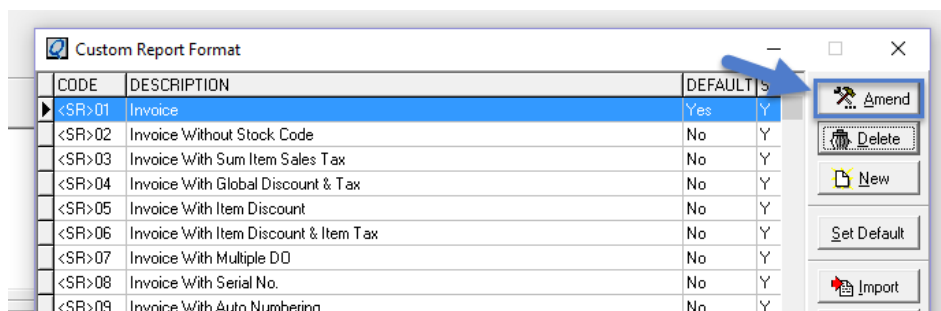 Custom Report Format
CODE DESCRIPTION DEFAULT S
<SR>01 Invoice Yes Y
<SR>02 Invoice Without Stock Code No Y
<SR>03 Invoice With Sum Item Sales Tax No Y
<SR>04 Invoice With Global Discount & Tax No Y
<SR>05 Invoice With Item Discount No Y
<SR>06 Invoice With Item Discount & Item Tax No Y
<SR>07 Invoice With Multiple DO No Y
<SR>08 Invoice With Serial No. No Y
<SR>09 Invoice With Auto Numbering No Y
Amend
Delete
New
Set Default
Import